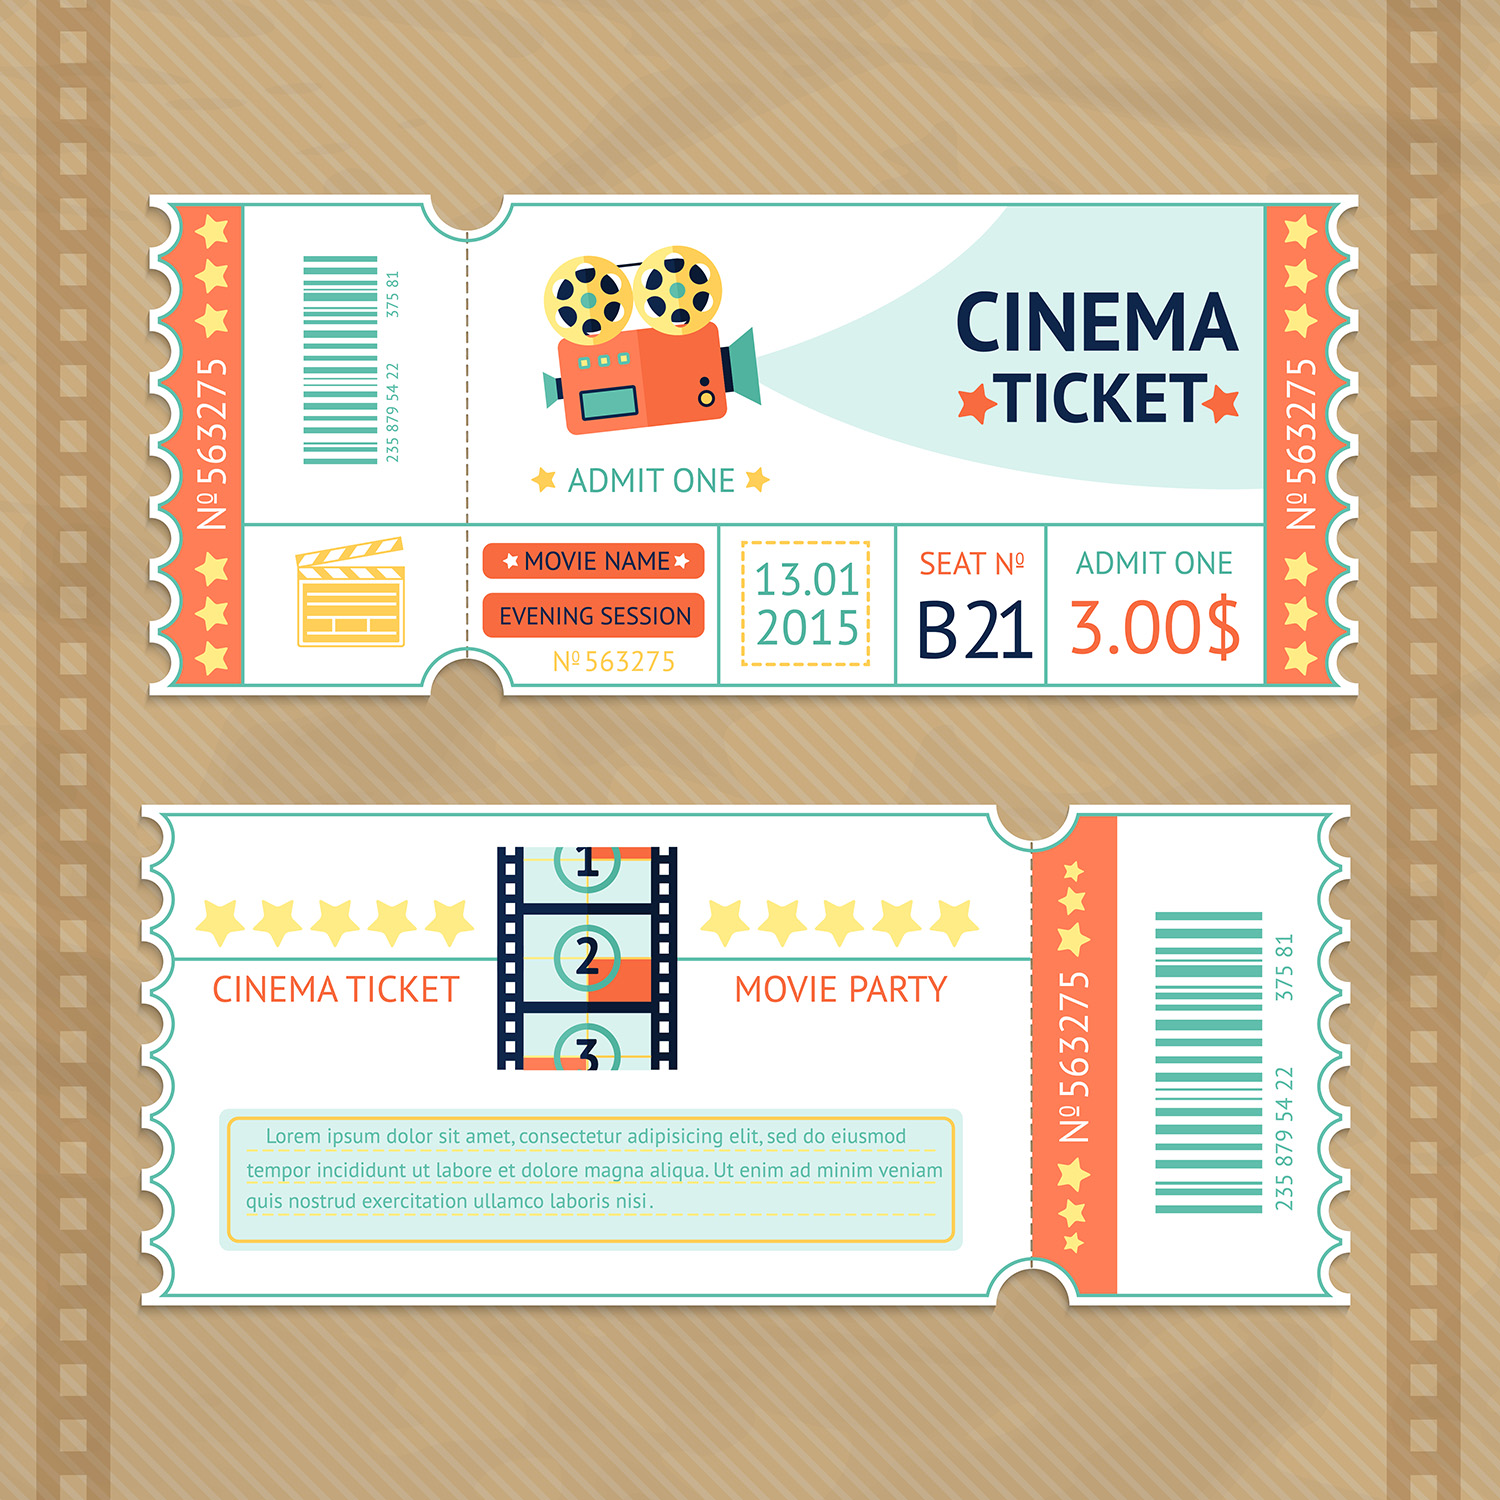 Nº 563275
375 81
235 879 54 22
CINEMA
TICKET
ADMIT ONE
Nº 563275
MOVIE NAME
EVENING SESSION
Nº 563275
13.01
2015
SEAT Nº
B21
ADMIT ONE
3.00$
1
2
3
CINEMA TICKET
MOVIE PARTY
Lorem ipsum dolor sit amet, consectetur adipisicing elit, sed do eiusmod
tempor incididunt ut labore et dolore magna aliqua. Ut enim ad minim veniam
quis nostrud exercitation ullamco laboris nisi.
Nº 563275
375 81
235 879 54 22